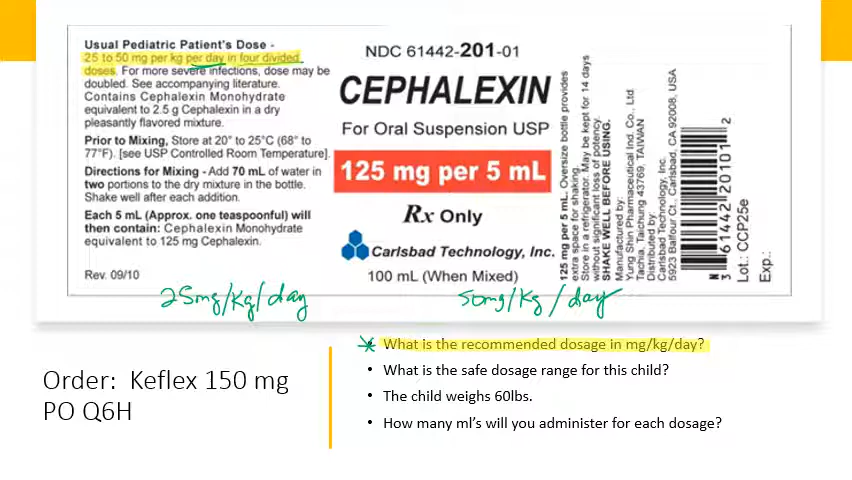 Usual Pediatric Patient's Dose -
25 to 50 mg per kg per day in four divided
doses. For more severe infections, dose may be
doubled. See accompanying literature.
Contains Cephalexin Monohydrate
equivalent to 2.5 g Cephalexin in a dry
pleasantly flavored mixture.
Prior to Mixing, Store at 20° to 25°C (68° to
77°F). [see USP Controlled Room Temperature].
Directions for Mixing - Add 70 mL of water in
two portions to the dry mixture in the bottle.
Shake well after each addition.
Each 5 mL (Approx. one teaspoonful) will
then contain: Cephalexin Monohydrate
equivalent to 125 mg Cephalexin.
Rev. 09/10
NDC 61442-201-01
CEPHALEXIN
For Oral Suspension USP
125 mg per 5 mL
Rx Only
Carlsbad Technology, Inc.
100 mL (When Mixed)
125 mg per 5 mL. Oversize bottle provides
extra space for shaking.
Store in a refrigerator. May be kept for 14 days
without significant loss of potency.
SHAKE WELL BEFORE USING.
Manufactured by:
Yung Shin Pharmaceutical Ind. Co., Ltd
Tachia, Taichung 43769, TAIWAN
Distributed by:
Carlsbad Technology, Inc.
5923 Balfour Ct., Carlsbad, CA 92008, USA
N
3 61442 20101 2
Lot: CCP25e
Exp.:
25mg/kg/day
50mg/kg/day
Order: Keflex 150 mg
PO Q6H
• What is the recommended dosage in mg/kg/day?
• What is the safe dosage range for this child?
• The child weighs 60lbs.
• How many ml's will you administer for each dosage?